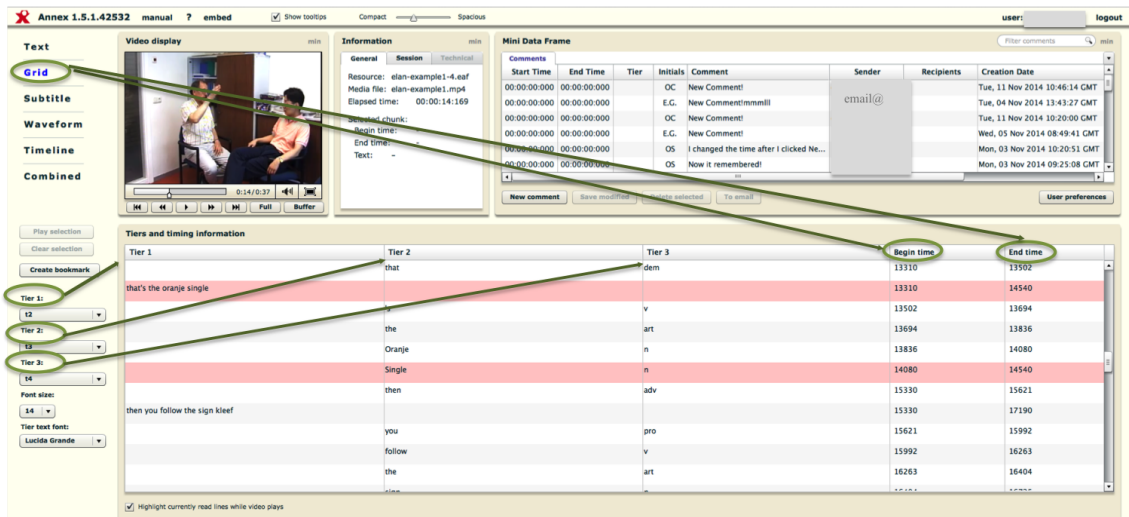 Annex 1.5.1.42532 manual ? embed Show tooltips Compact Spacious user: logout
Text
Grid
Subtitle
Waveform
Timeline
Combined
Video display min
0:14/0:37
Full Buffer
Information min
General Session Technical
Resource: elan-example1-4.eaf
Media file: elan-example1.mp4
Elapsed time: 00:00:14:169
Selected chunk:
Begin time: -
End time: -
Text: -
Mini Data Frame Filter comments min
Comments
Start Time End Time Tier Initials Comment Sender Recipients Creation Date
00:00:00:000 00:00:00:000 OC New Comment! Tue, 11 Nov 2014 10:46:14 GMT
email@
00:00:00:000 00:00:00:000 E.G. New Comment!mmmlll Tue, 04 Nov 2014 13:43:27 GMT
00:00:00:000 00:00:00:000 OC New Comment! Tue, 11 Nov 2014 10:20:00 GMT
00:00:00:000 00:00:00:000 E.G. New Comment! Wed, 05 Nov 2014 08:49:41 GMT
00:00:00:000 00:00:00:000 OS I changed the time after I clicked Ne... Mon, 03 Nov 2014 10:20:51 GMT
00:00:00:000 00:00:00:000 OS Now it remembered! Mon, 03 Nov 2014 09:25:08 GMT
New comment Save modified Delete selected To email User preferences
Play selection
Clear selection
Create bookmark
Tier 1:
t2
Tier 2:
t3
Tier 3:
t4
Font size:
14
Tier text font:
Lucida Grande
Tiers and timing information
Tier 1 Tier 2 Tier 3 Begin time End time
that dem 13310 13502
that's the oranje single 13310 14540
v 13502 13694
the art 13694 13836
Oranje n 13836 14080
Single n 14080 14540
then adv 15330 15621
then you follow the sign kleef 15330 17190
you pro 15621 15992
follow v 15992 16263
the art 16263 16404
Highlight currently read lines while video plays